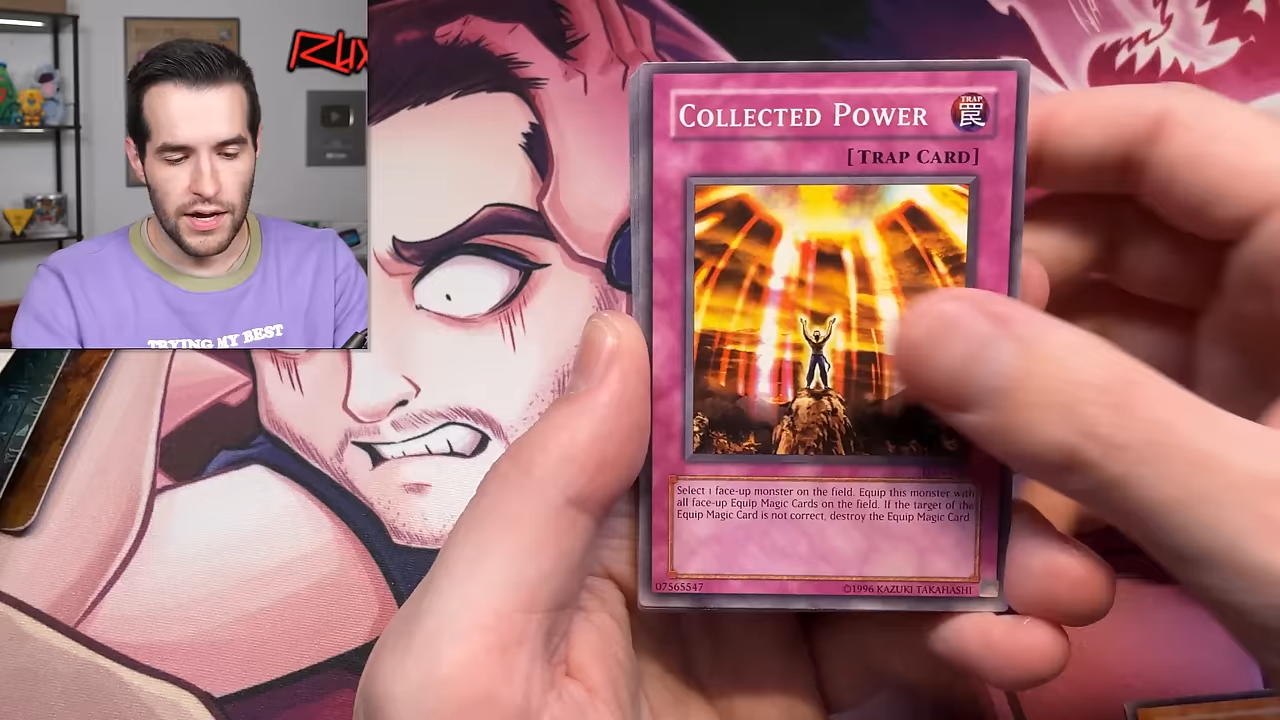 COLLECTED POWER
TRAP
罠
[TRAP CARD]
Select 1 face-up monster on the field. Equip this monster with
all face-up Equip Magic Cards on the field. If the target of the
Equip Magic Card is not correct, destroy the Equip Magic Card
07565547
©1996 KAZUKI TAKAHASHI
TRYING MY BEST